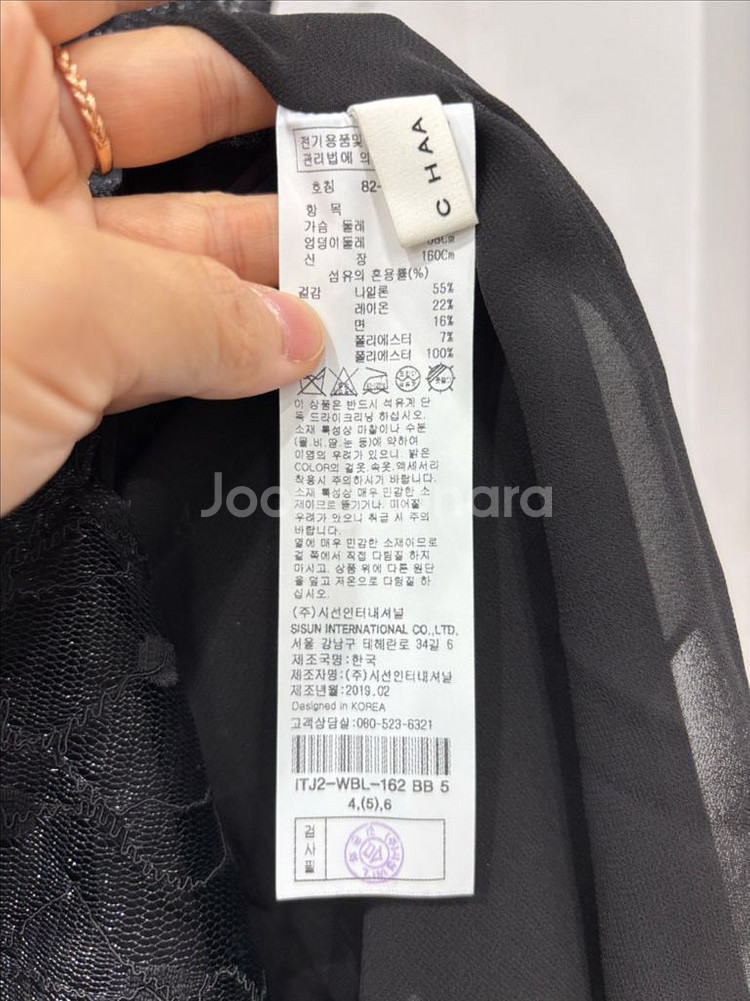 C HAA
전기용품및
관리법에 의
호칭 82-
항 목
가슴 둘레
엉덩이둘레 98Cm
신 장 160Cm
섬유의 혼용률(%)
겉감 나일론 55%
레이온 22%
면 16%
폴리에스터 7%
폴리에스터 100%
이 상품은 반드시 석유계 단
독 드라이크리닝 하십시오.
소재 특성상 마찰이나 수분
(물.비.땀.눈 등)에 약하여
이염의 우려가 있으니, 밝은
COLOR의 겉옷.속옷.액세서리
착용시 주의하시기 바랍니다.
소재 특성상 매우 민감한 소
재이므로 뜯기거나, 미어질
우려가 있으니 취급 시 주의
바랍니다.
열에 매우 민감한 소재이므로
겉 쪽에서 직접 다림질 하지
마시고, 상품 위에 다른 원단
을 덮고 저온으로 다림질 하
십시오.
(주)시선인터내셔널
SISUN INTERNATIONAL CO.,LTD.
서울 강남구 테헤란로 34길 6
제조국명:한국
제조자명:(주)시선인터내셔널
제조년월:2019.02
Designed in KOREA
고객상담실:080-523-6321
ITJ2-WBL-162 BB 5
4,(5),6
검
사
필